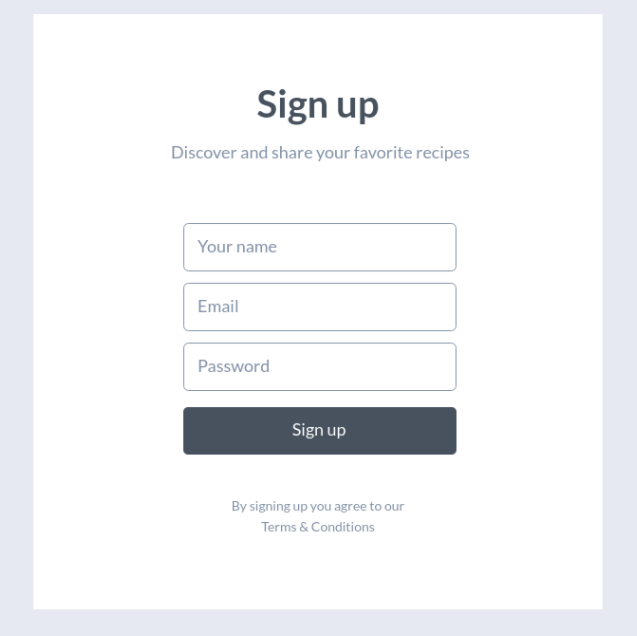 Sign up
Discover and share your favorite recipes
Your name
Email
Password
Sign up
By signing up you agree to our
Terms & Conditions